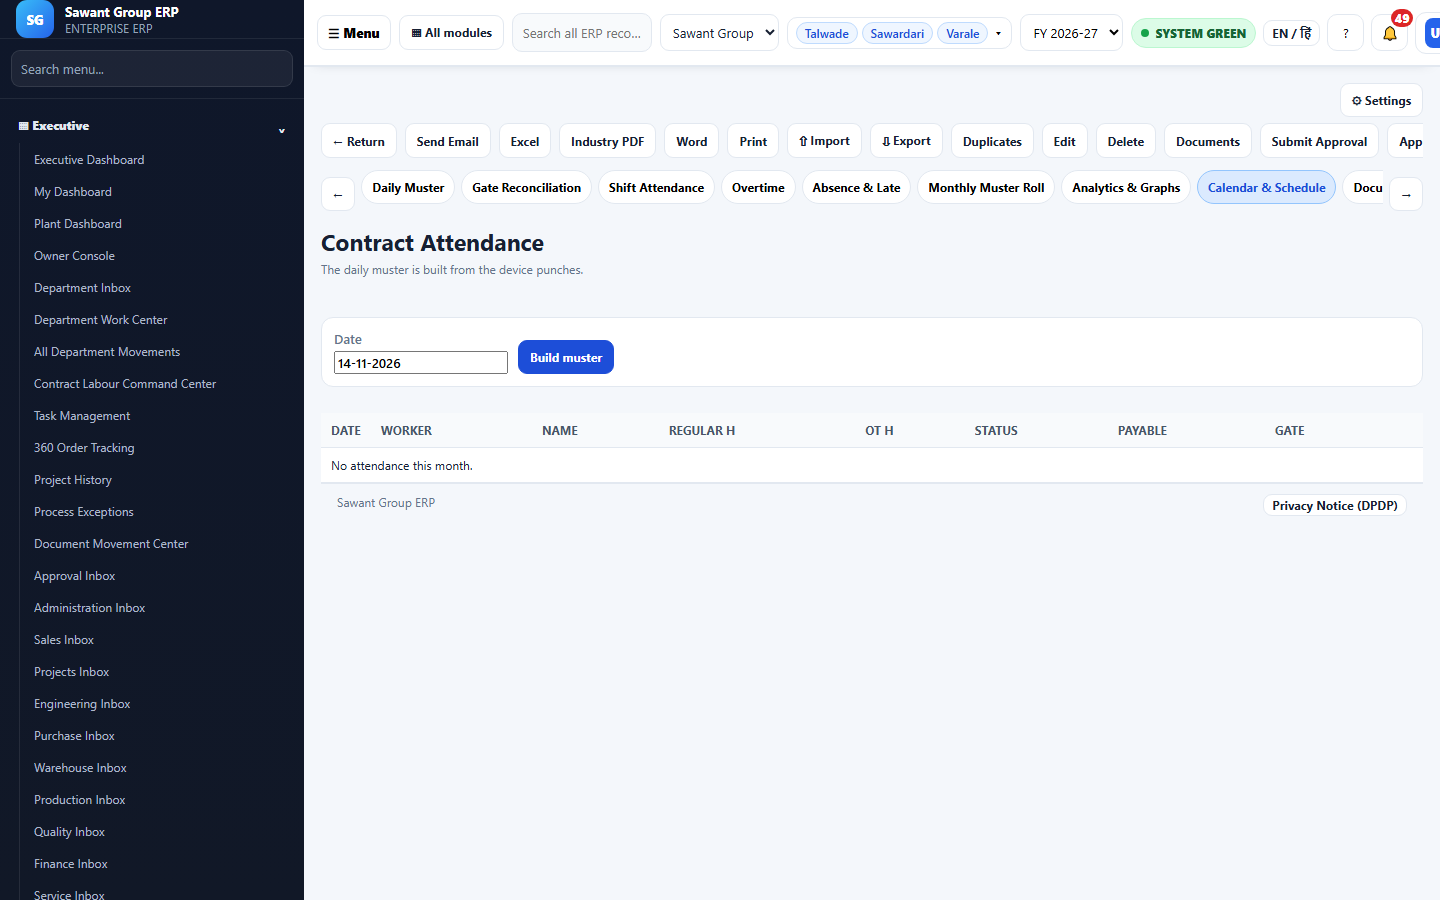 SG
Sawant Group ERP
ENTERPRISE ERP
Search menu...
Executive
Executive Dashboard
My Dashboard
Plant Dashboard
Owner Console
Department Inbox
Department Work Center
All Department Movements
Contract Labour Command Center
Task Management
360 Order Tracking
Project History
Process Exceptions
Document Movement Center
Approval Inbox
Administration Inbox
Sales Inbox
Projects Inbox
Engineering Inbox
Purchase Inbox
Warehouse Inbox
Production Inbox
Quality Inbox
Finance Inbox
Service Inbox
☰ Menu
All modules
Search all ERP reco...
Sawant Group
Talwade
Sawardari
Varale
FY 2026-27
SYSTEM GREEN
EN / हिं
?
49
U
⚙ Settings
← Return
Send Email
Excel
Industry PDF
Word
Print
⇧ Import
⇩ Export
Duplicates
Edit
Delete
Documents
Submit Approval
App
←
Daily Muster
Gate Reconciliation
Shift Attendance
Overtime
Absence & Late
Monthly Muster Roll
Analytics & Graphs
Calendar & Schedule
Docu
→
Contract Attendance
The daily muster is built from the device punches.
Date
14-11-2026
Build muster
DATE WORKER NAME REGULAR H OT H STATUS PAYABLE GATE
No attendance this month.
Sawant Group ERP
Privacy Notice (DPDP)